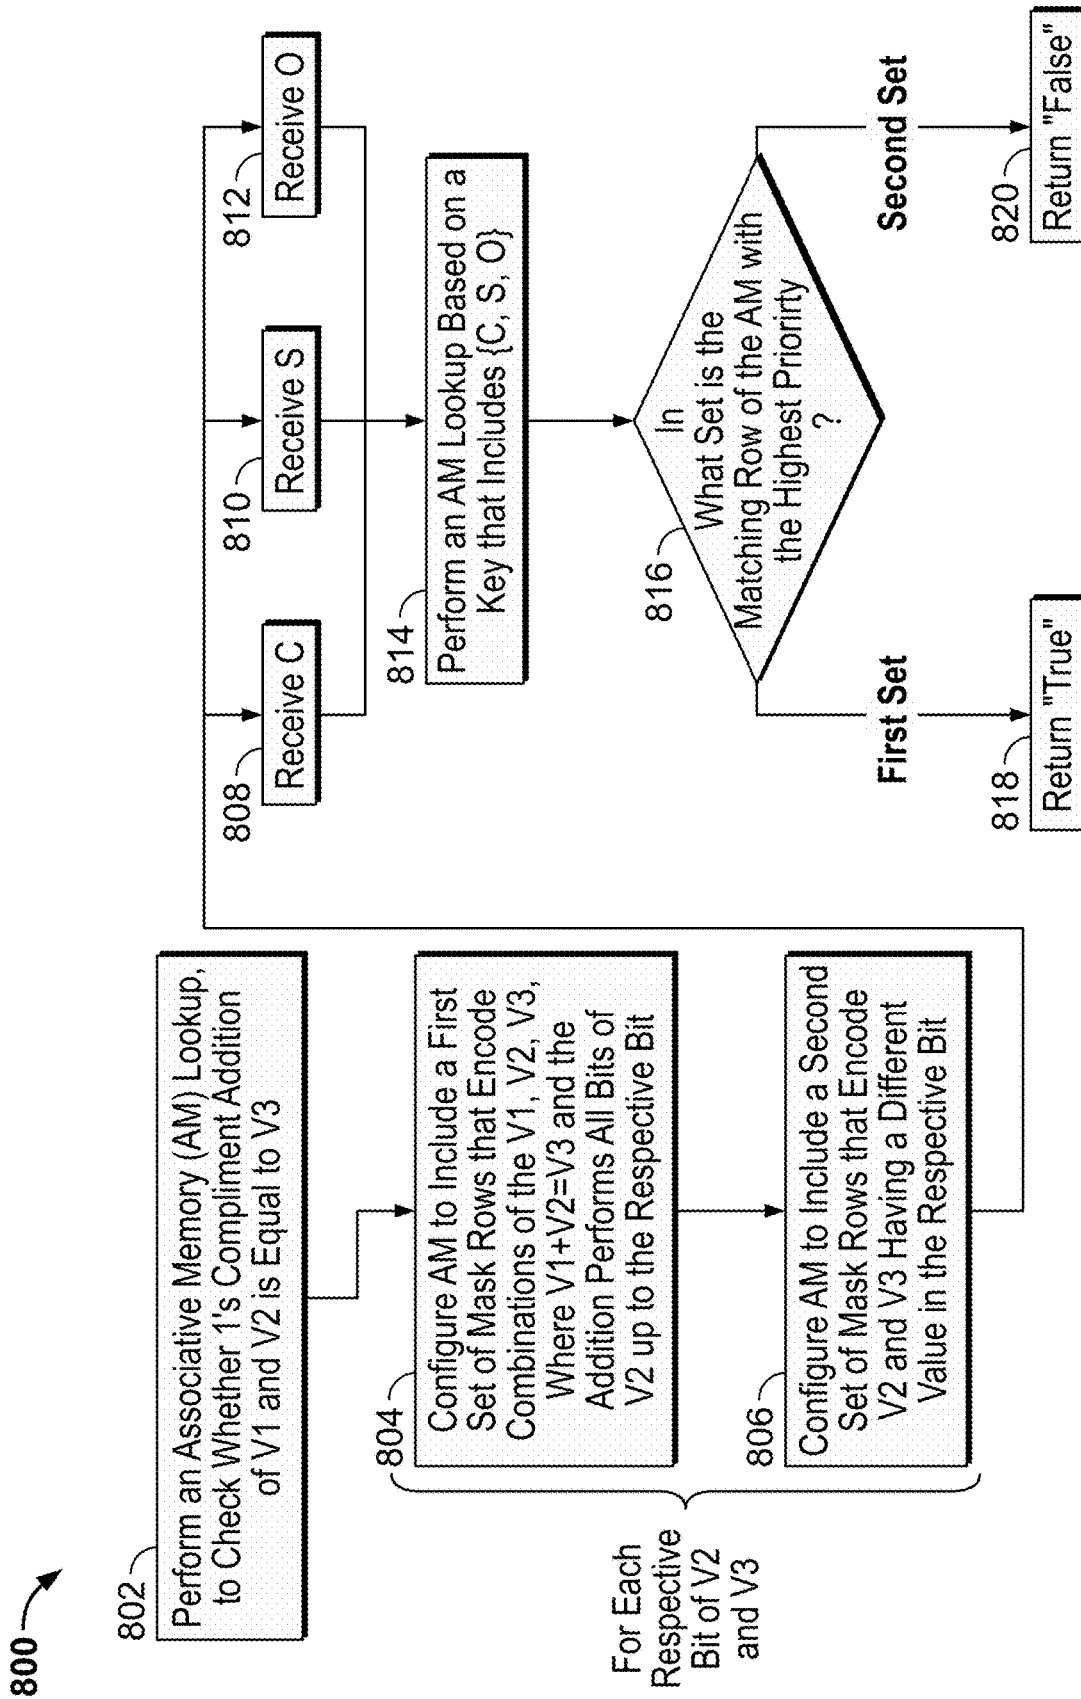 800
802
Perform an Associative Memory (AM) Lookup,
to Check Whether 1's Compliment Addition
of V1 and V2 is Equal to V3
For Each
Respective
Bit of V2
and V3
804
Configure AM to Include a First
Set of Mask Rows that Encode
Combinations of the V1, V2, V3,
Where V1+V2=V3 and the
Addition Performs All Bits of
V2 up to the Respective Bit
806
Configure AM to Include a Second
Set of Mask Rows that Encode
V2 and V3 Having a Different
Value in the Respective Bit
808
Receive C
810
Receive S
812
Receive O
814
Perform an AM Lookup Based on a
Key that Includes {C, S, O}
816
In
What Set is the
Matching Row of the AM with
the Highest Priorirty
?
First Set
Second Set
818
Return "True"
820
Return "False"